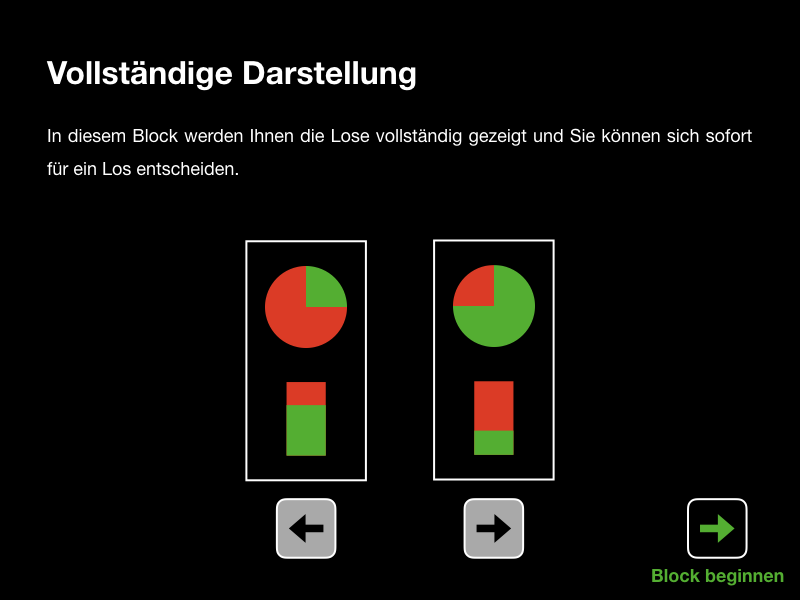 Vollständige Darstellung
In diesem Block werden Ihnen die Lose vollständig gezeigt und Sie können sich sofort
für ein Los entscheiden.
Block beginnen